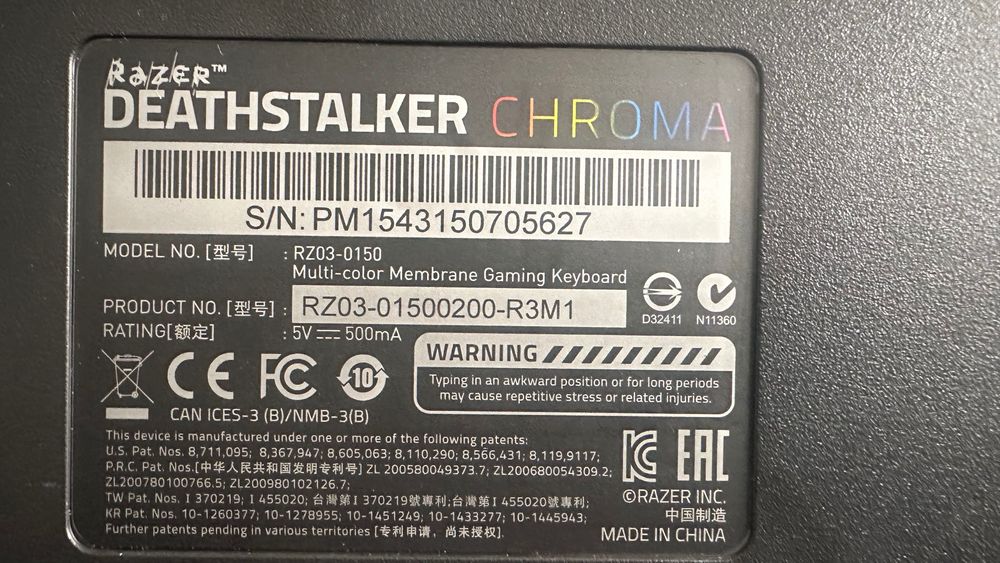 RaZER™
DEATHSTALKER CHROMA
S/N: PM1543150705627
MODEL NO. [型号] : RZ03-0150
Multi-color Membrane Gaming Keyboard
PRODUCT NO. [型号] : RZ03-01500200-R3M1
D32411 N11360
RATING[额定] : 5V ⎓ 500mA
WARNING
Typing in an awkward position or for long periods
may cause repetitive stress or related injuries.
CE FC 10
CAN ICES-3 (B)/NMB-3(B)
This device is manufactured under one or more of the following patents:
U.S. Pat. Nos. 8,711,095; 8,367,947; 8,605,063; 8,110,290; 8,566,431; 8,119,9117;
P.R.C. Pat. Nos.[中华人民共和国发明专利号] ZL 200580049373.7; ZL200680054309.2;
ZL200780100766.5; ZL200980102126.7;
TW Pat. Nos. I 370219; I 455020; 台灣第I 370219號專利;台灣第I 455020號專利;
KR Pat. Nos. 10-1260377; 10-1278955; 10-1451249; 10-1433277; 10-1445943;
Further patents pending in various territories [专利申请，尚未授权].
KC EAC
©RAZER INC.
中国制造
MADE IN CHINA